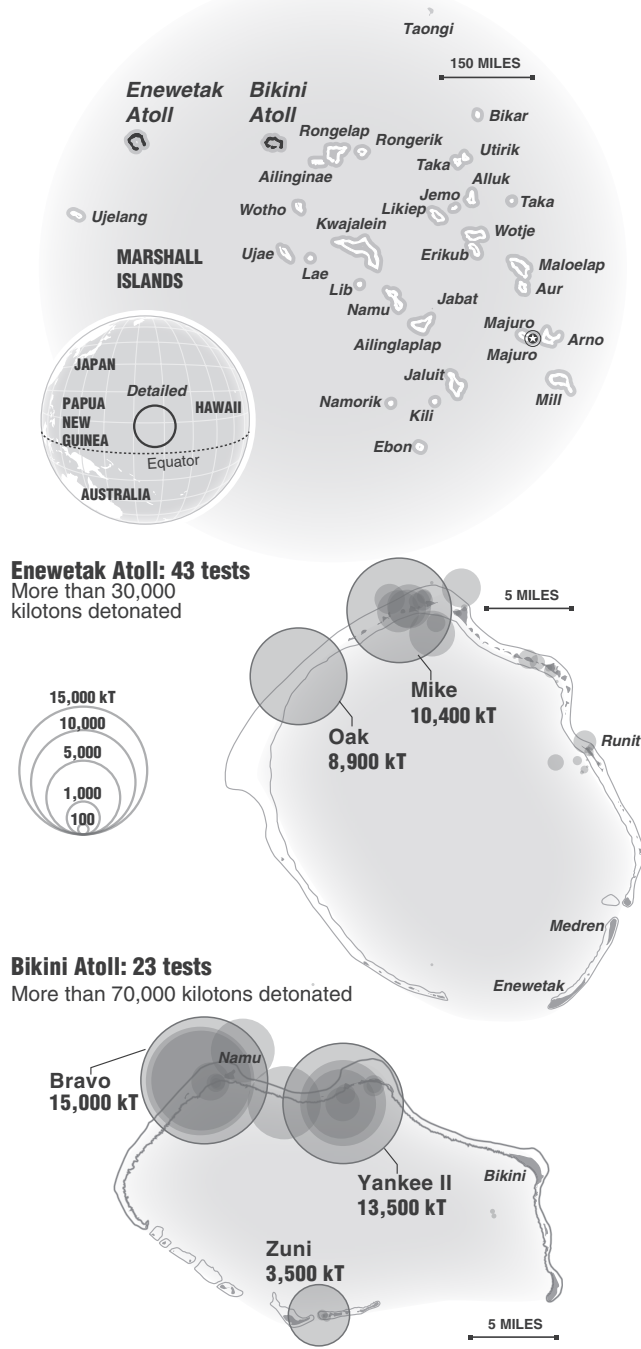 Taongi
150 MILES
Enewetak
Atoll
Bikini
Atoll
Bikar
Rongelap
Rongerik
Utirik
Taka
Ailinginae
Alluk
Jemo
Taka
Wotho
Likiep
Ujelang
Kwajalein
Wotje
MARSHALL
ISLANDS
Ujae
Erikub
Maloelap
Lae
Lib
Aur
Namu
Jabat
Majuro
Arno
Ailinglaplap
Majuro
Jaluit
Mill
Namorik
Kili
Ebon
JAPAN
Detailed
PAPUA
NEW
GUINEA
HAWAII
Equator
AUSTRALIA
Enewetak Atoll: 43 tests
More than 30,000
kilotons detonated
5 MILES
15,000 kT
10,000
5,000
1,000
100
Mike
10,400 kT
Oak
8,900 kT
Runit
Medren
Enewetak
Bikini Atoll: 23 tests
More than 70,000 kilotons detonated
Namu
Bravo
15,000 kT
Yankee II
13,500 kT
Bikini
Zuni
3,500 kT
5 MILES